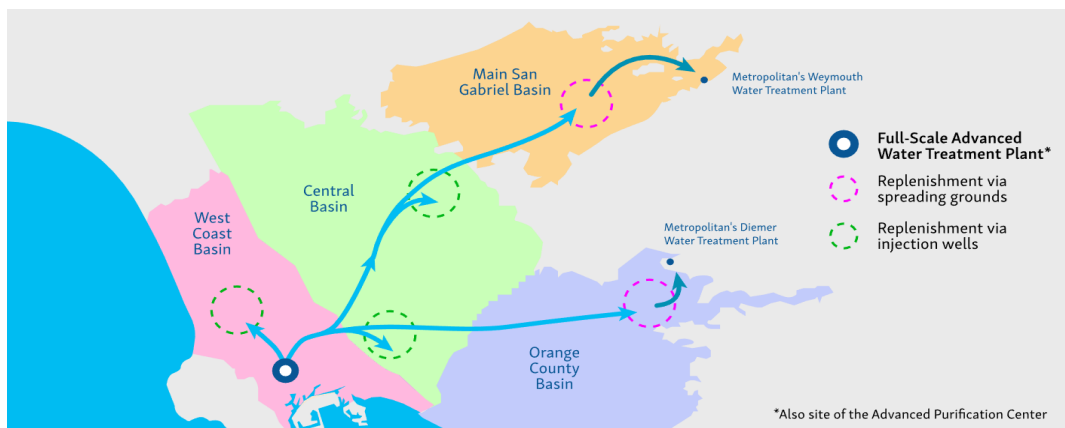 Main San
Gabriel Basin
Metropolitan's Weymouth
Water Treatment Plant
Full-Scale Advanced
Water Treatment Plant*
Replenishment via
spreading grounds
Replenishment via
injection wells
Central
Basin
West
Coast
Basin
Metropolitan's Diemer
Water Treatment Plant
Orange
County
Basin
*Also site of the Advanced Purification Center